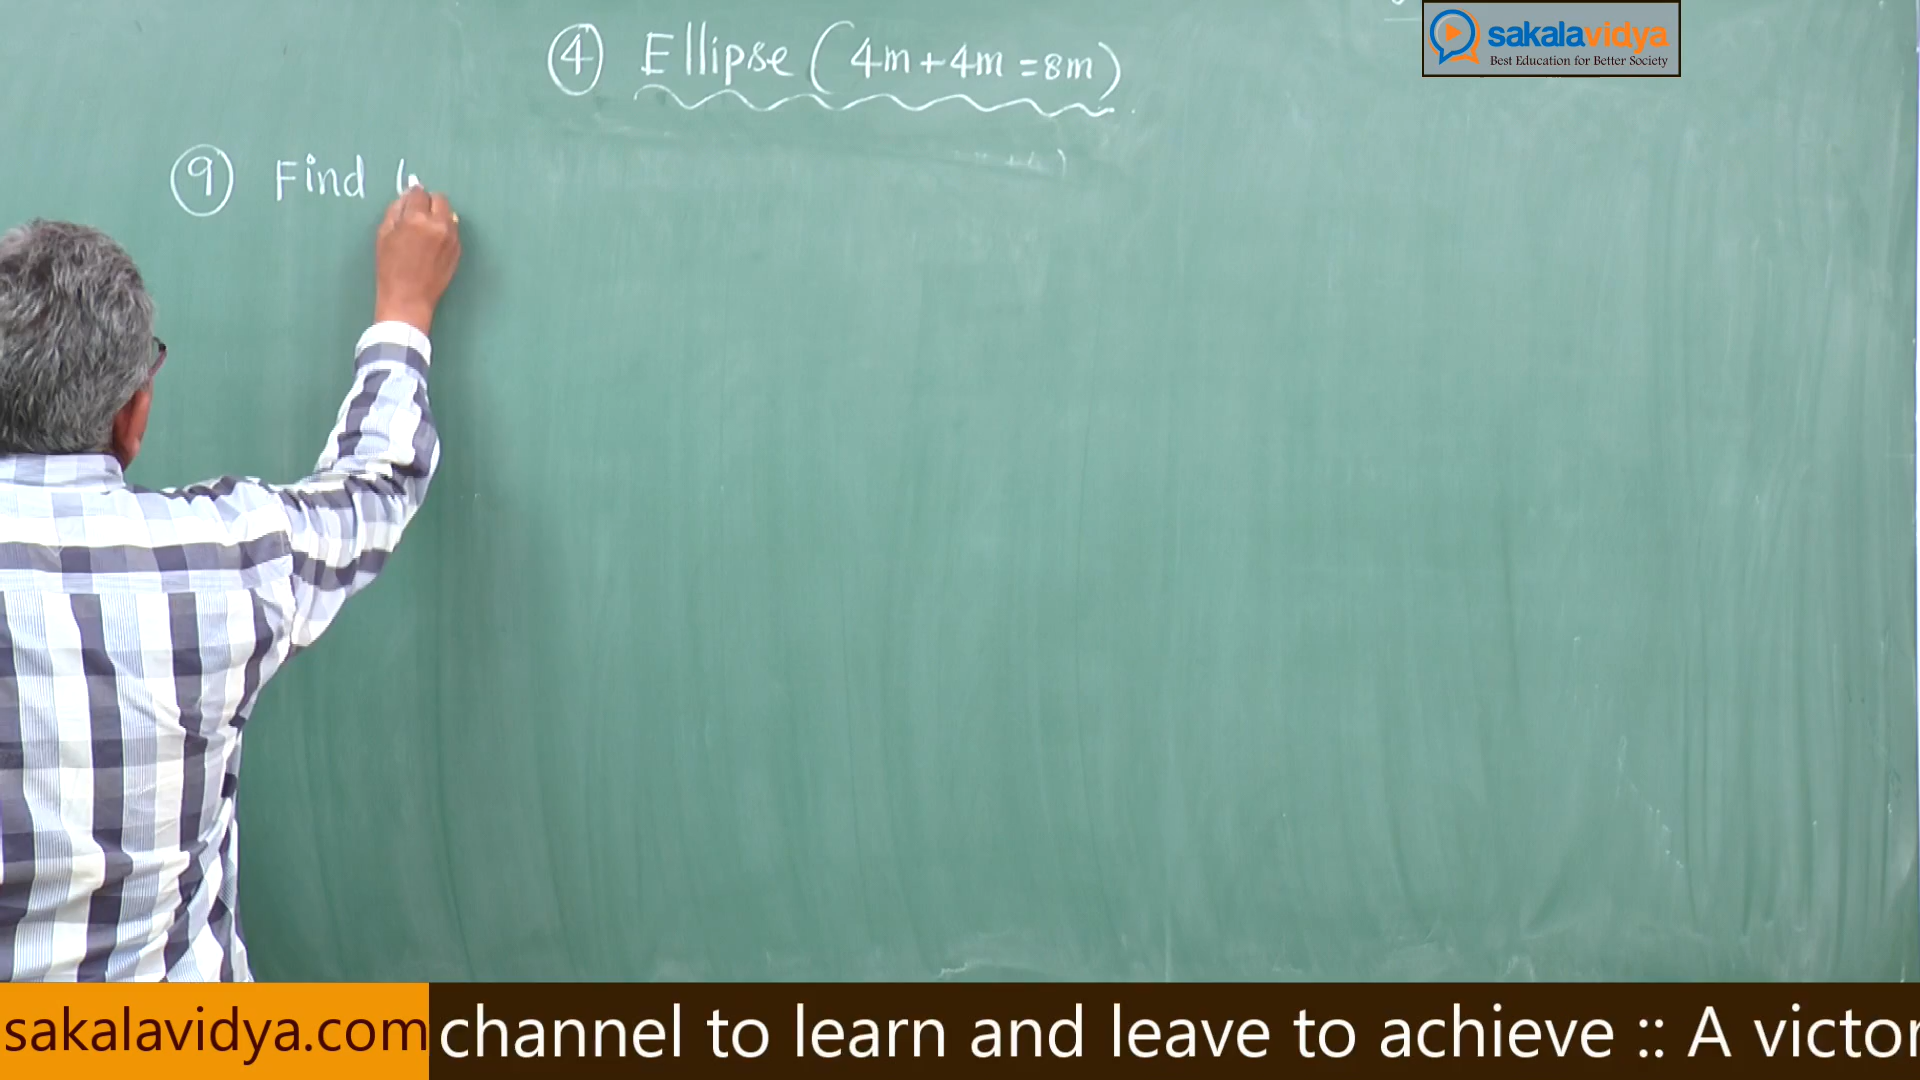 ④ Ellipse (4m+4m=8m)
sakalavidya
Best Education for Better Society
⑨ Find
sakalavidya.com channel to learn and leave to achieve :: A victor